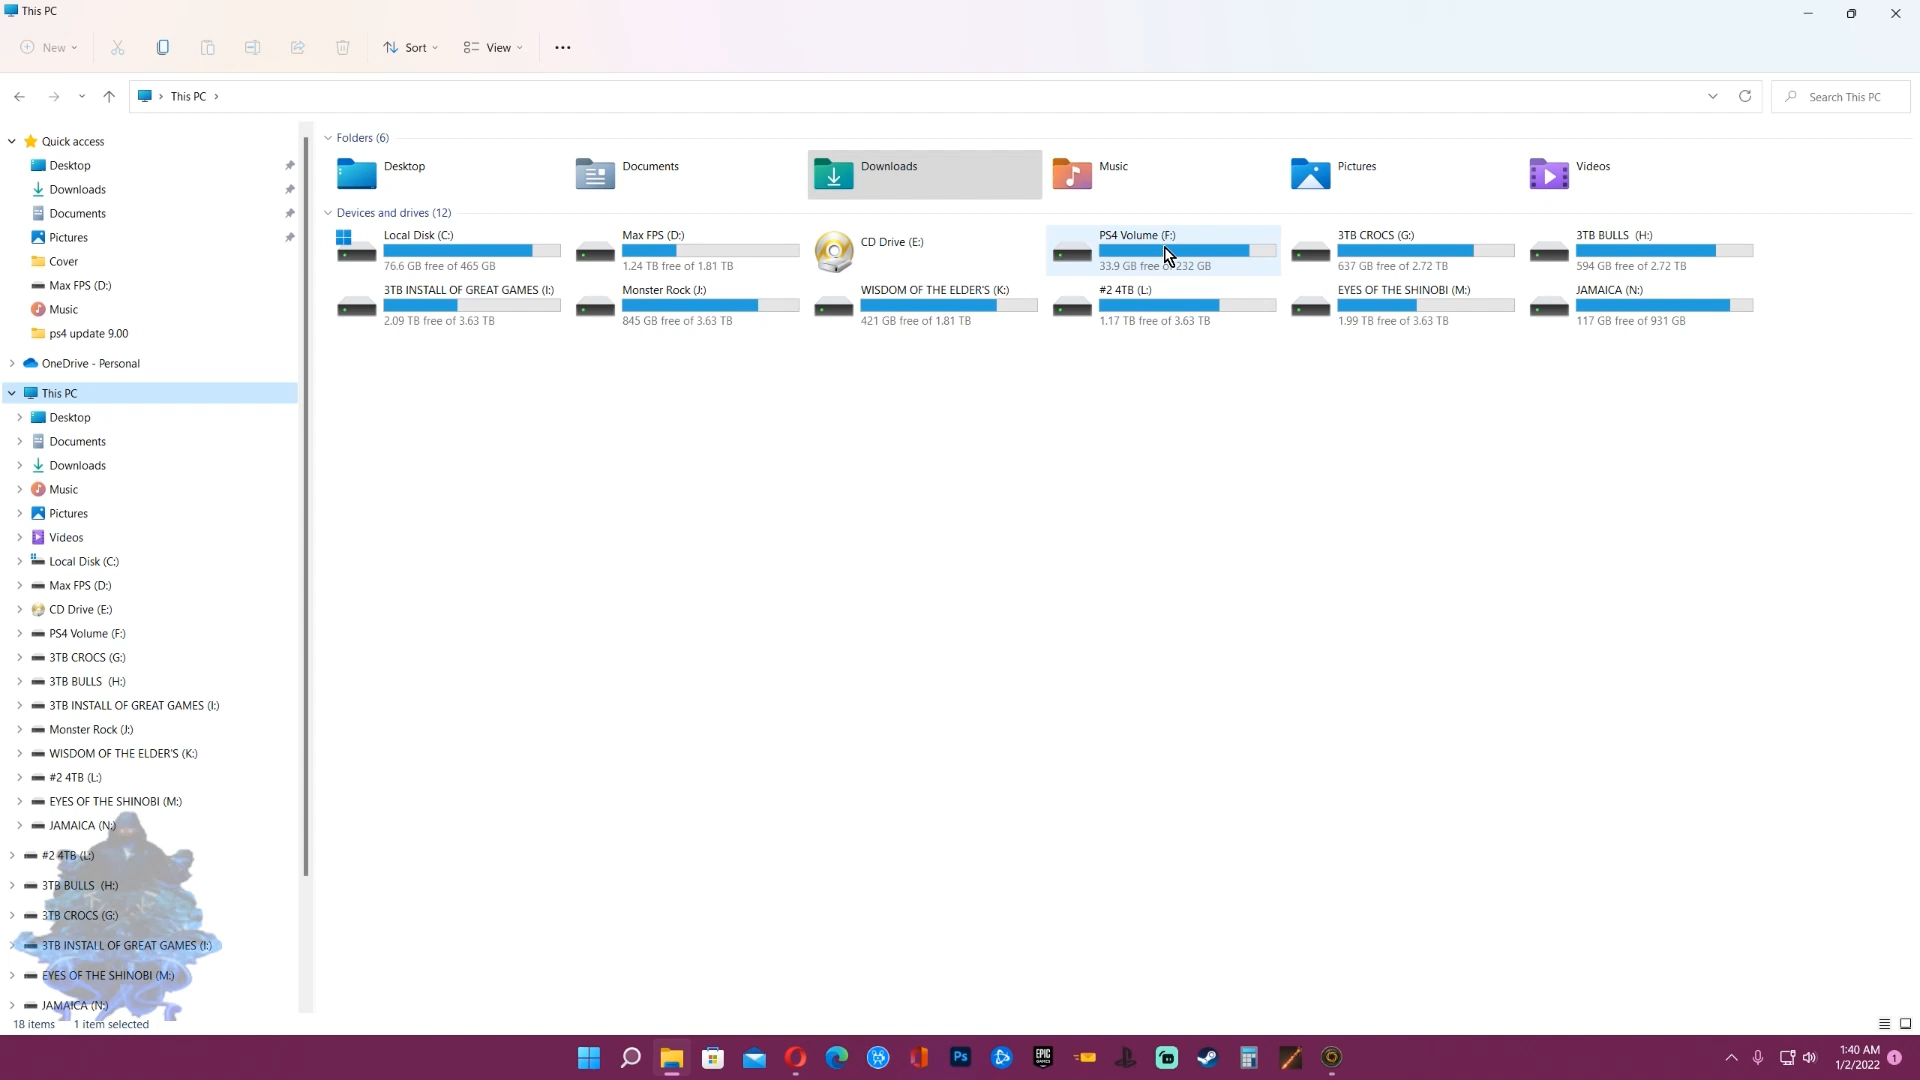 This PC
New
Sort
View
This PC
Search This PC
Quick access
Desktop
Downloads
Documents
Pictures
Cover
Max FPS (D:)
Music
ps4 update 9.00
OneDrive - Personal
This PC
Desktop
Documents
Downloads
Music
Pictures
Videos
Local Disk (C:)
Max FPS (D:)
CD Drive (E:)
PS4 Volume (F:)
3TB CROCS (G:)
3TB BULLS (H:)
3TB INSTALL OF GREAT GAMES (I:)
Monster Rock (J:)
WISDOM OF THE ELDER'S (K:)
#2 4TB (L:)
EYES OF THE SHINOBI (M:)
JAMAICA (N:)
#2 4TB (L:)
3TB BULLS (H:)
3TB CROCS (G:)
3TB INSTALL OF GREAT GAMES (I:)
EYES OF THE SHINOBI (M:)
JAMAICA (N:)
Folders (6)
Desktop
Documents
Downloads
Music
Pictures
Videos
Devices and drives (12)
Local Disk (C:)
76.6 GB free of 465 GB
Max FPS (D:)
1.24 TB free of 1.81 TB
CD Drive (E:)
PS4 Volume (F:)
33.9 GB free of 232 GB
3TB CROCS (G:)
637 GB free of 2.72 TB
3TB BULLS (H:)
594 GB free of 2.72 TB
3TB INSTALL OF GREAT GAMES (I:)
2.09 TB free of 3.63 TB
Monster Rock (J:)
845 GB free of 3.63 TB
WISDOM OF THE ELDER'S (K:)
421 GB free of 1.81 TB
#2 4TB (L:)
1.17 TB free of 3.63 TB
EYES OF THE SHINOBI (M:)
1.99 TB free of 3.63 TB
JAMAICA (N:)
117 GB free of 931 GB
18 items 1 item selected
Ps
EPIC GAMES
1:40 AM
1/2/2022
1